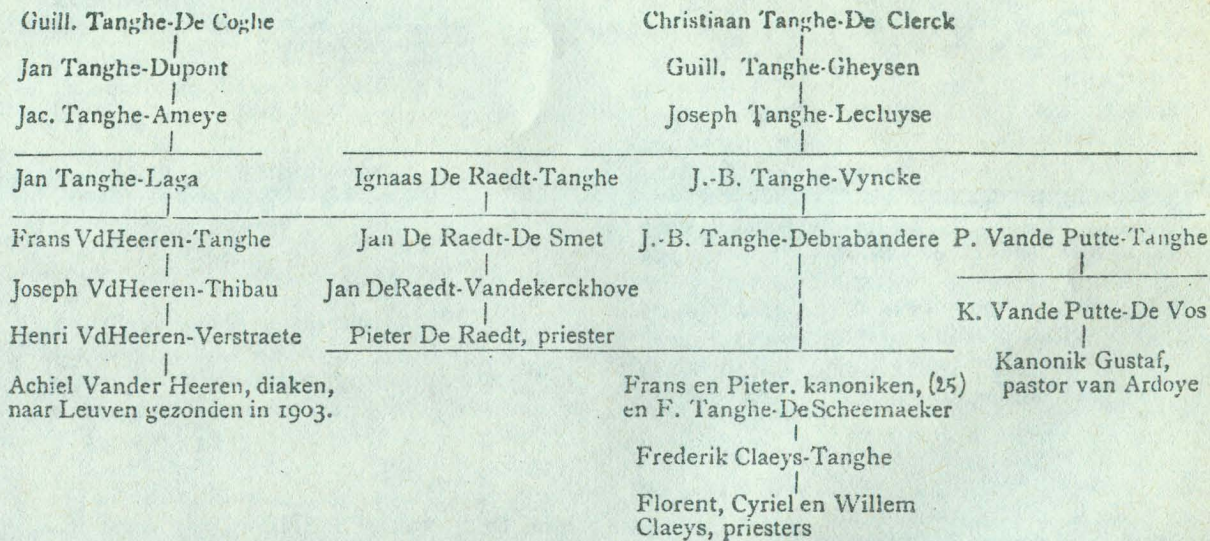 Guill. Tanghe-De Coghe
Christiaan Tanghe-De Clerck
Jan Tanghe-Dupont
Guill. Tanghe-Gheysen
Jac. Tanghe-Ameye
Joseph Tanghe-Lecluyse
Jan Tanghe-Laga
Ignaas De Raedt-Tanghe
J.-B. Tanghe-Vyncke
Frans VdHeeren-Tanghe
Jan De Raedt-De Smet
J.-B. Tanghe-Debrabandere
P. Vande Putte-Tanghe
Joseph VdHeeren-Thibau
Jan DeRaedt-Vandekerckhove
K. Vande Putte-De Vos
Henri VdHeeren-Verstraete
Pieter De Raedt, priester
Kanonik Gustaf,
pastor van Ardoye
Achiel Vander Heeren, diaken,
naar Leuven gezonden in 1903.
Frans en Pieter. kanoniken, (25)
en F. Tanghe-DeScheemaeker
Frederik Claeys-Tanghe
Florent, Cyriel en Willem
Claeys, priesters